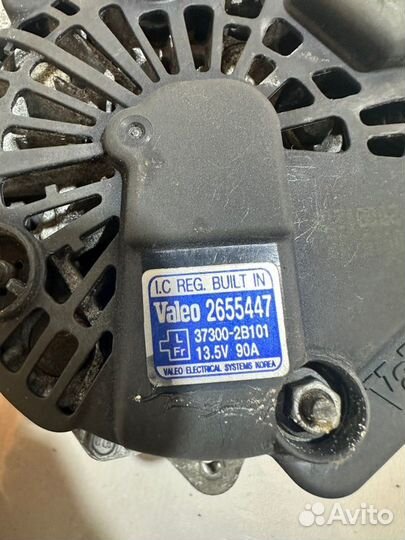 I.C REG. BUILT IN
Valeo 2655447
L 37300-2B101
Fr 13.5V 90A
VALEO ELECTRICAL SYSTEMS KOREA
Avito